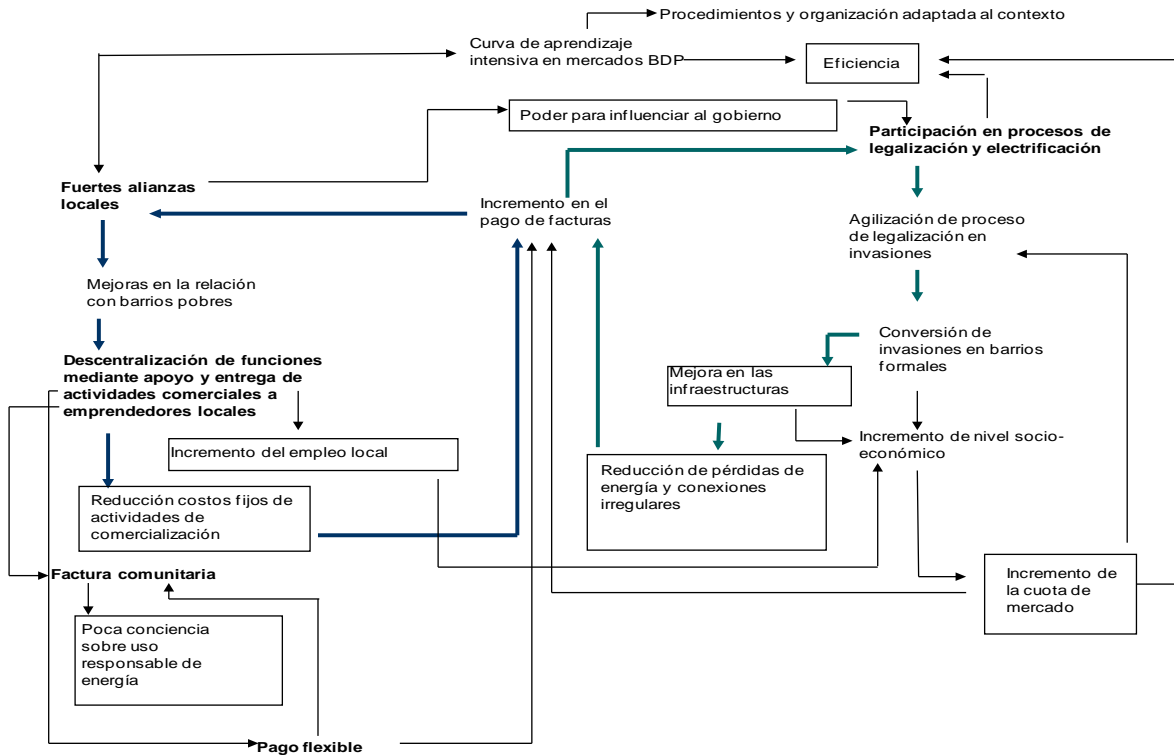 Procedimientos y organización adaptada al contexto
Curva de aprendizaje
intensiva en mercados BDP
Eficiencia
Poder para influenciar al gobierno
Participación en procesos de
legalización y electrificación
Fuertes alianzas
locales
Incremento en el
pago de facturas
Agilización de proceso
de legalización en
invasiones
Mejoras en la relación
con barrios pobres
Conversión de
invasiones en barrios
formales
Descentralización de funciones
mediante apoyo y entrega de
actividades comerciales a
emprendedores locales
Mejora en las
infraestructuras
Incremento del empleo local
Incremento de nivel socio-
económico
Reducción de pérdidas de
energía y conexiones
irregulares
Reducción costos fijos de
actividades de
comercialización
Factura comunitaria
Incremento de
la cuota de
mercado
Poca conciencia
sobre uso
responsable de
energía
Pago flexible